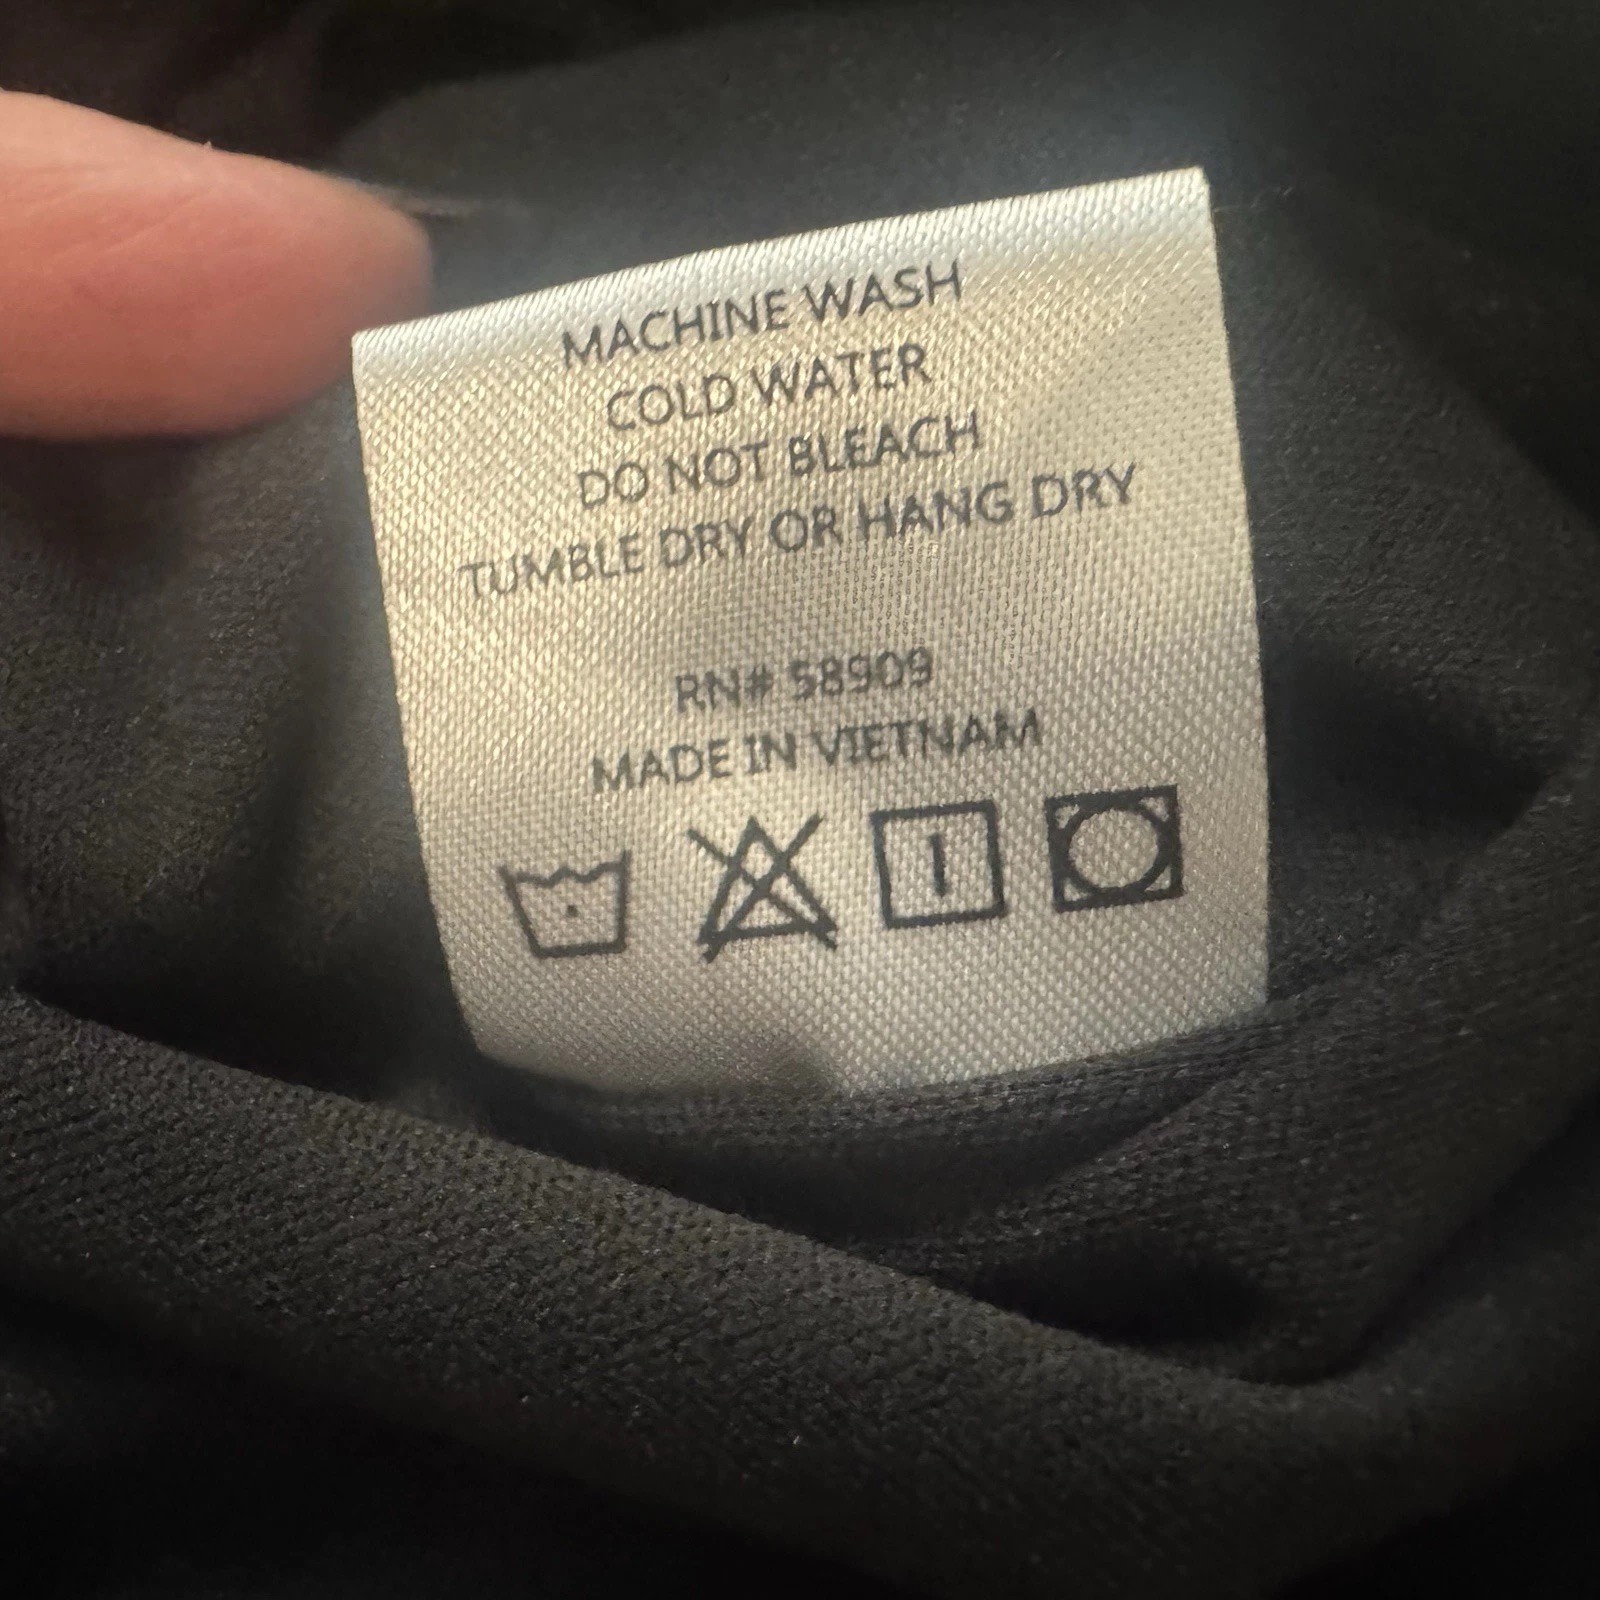 MACHINE WASH
COLD WATER
DO NOT BLEACH
TUMBLE DRY OR HANG DRY
RN# 58909
MADE IN VIETNAM